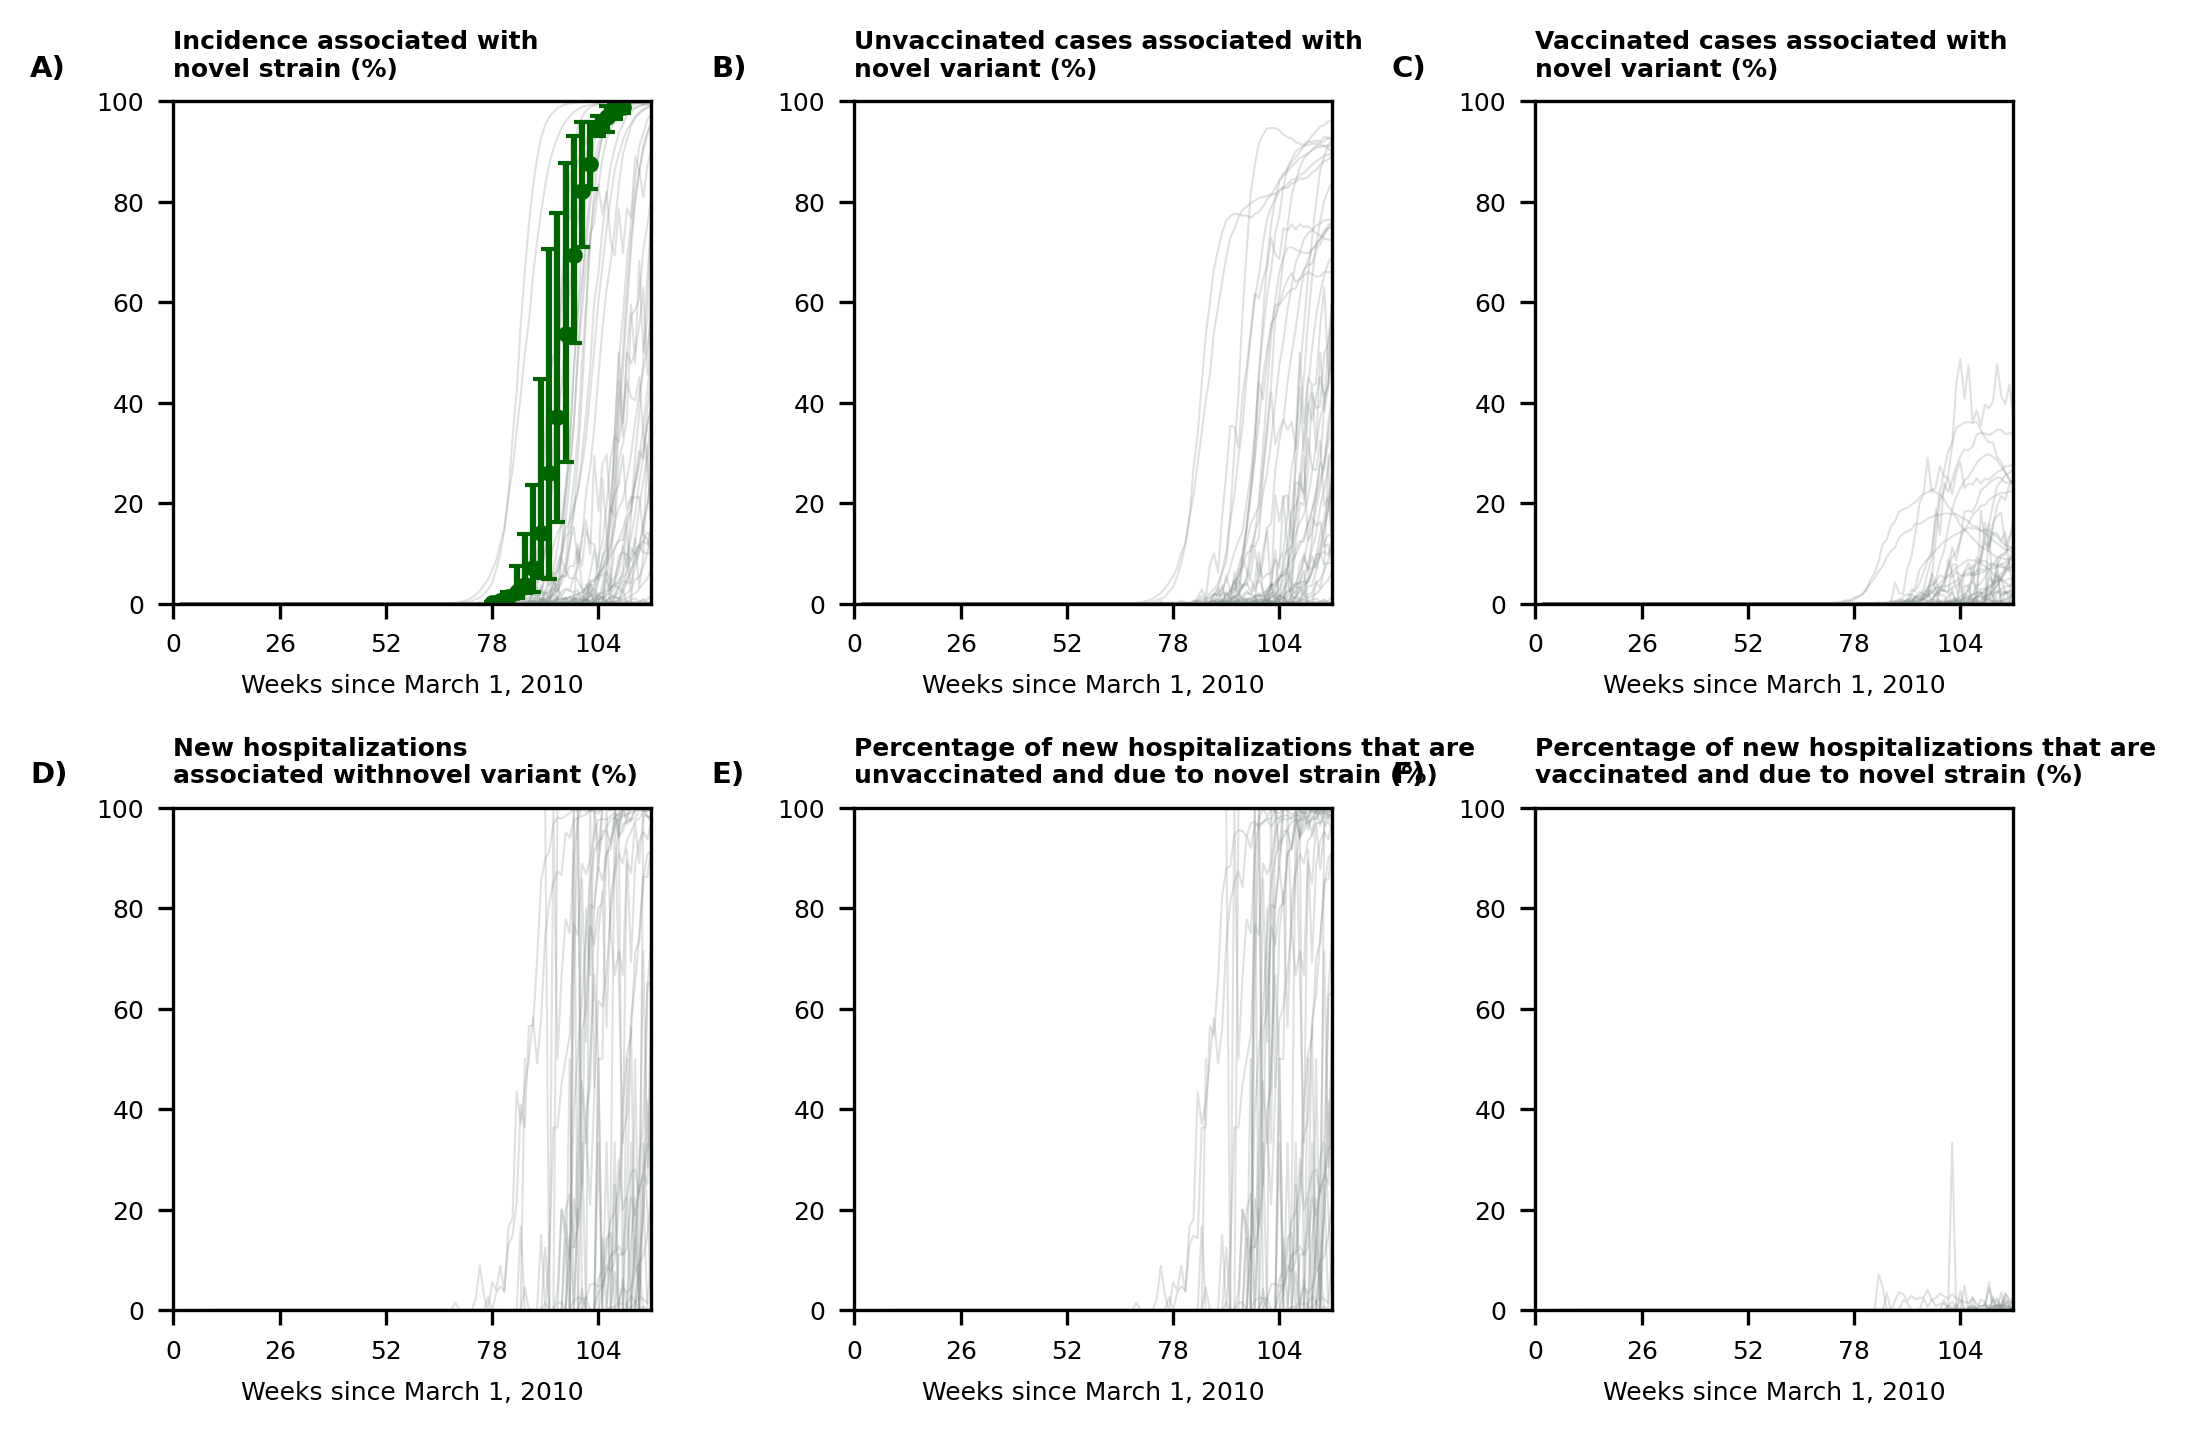 A)
Incidence associated with
novel strain (%)
100
80
60
40
20
0
0 26 52 78 104
Weeks since March 1, 2010
B)
Unvaccinated cases associated with
novel variant (%)
100
80
60
40
20
0
0 26 52 78 104
Weeks since March 1, 2010
C)
Vaccinated cases associated with
novel variant (%)
100
80
60
40
20
0
0 26 52 78 104
Weeks since March 1, 2010
D)
New hospitalizations
associated withnovel variant (%)
100
80
60
40
20
0
0 26 52 78 104
Weeks since March 1, 2010
E)
Percentage of new hospitalizations that are
unvaccinated and due to novel strain (%)
100
80
60
40
20
0
0 26 52 78 104
Weeks since March 1, 2010
F)
Percentage of new hospitalizations that are
vaccinated and due to novel strain (%)
100
80
60
40
20
0
0 26 52 78 104
Weeks since March 1, 2010